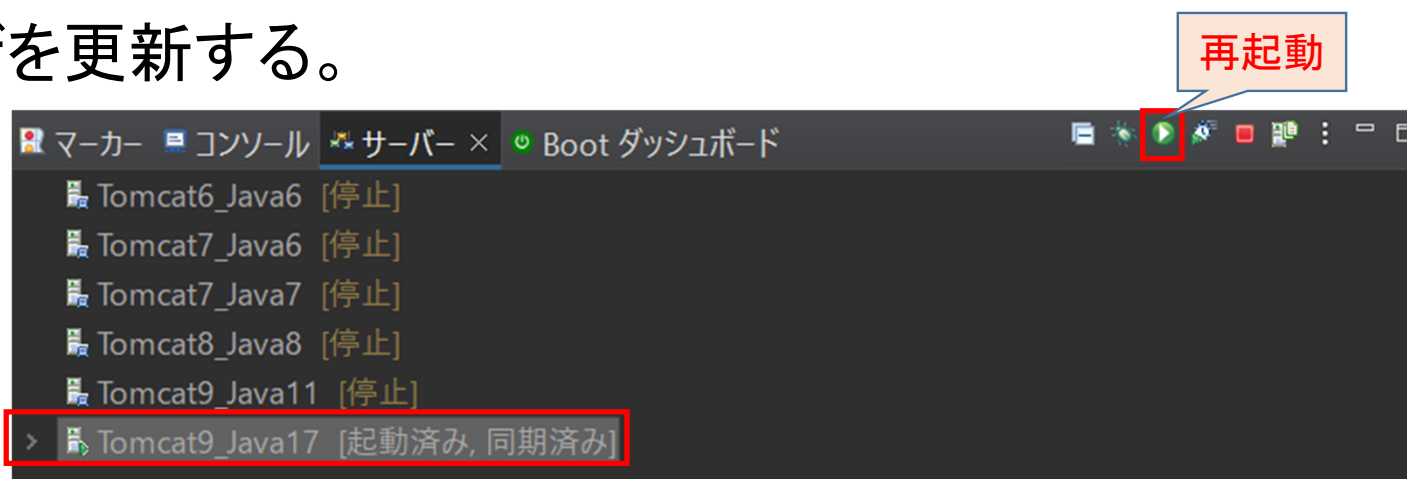 を更新する。
再起動
マーカー コンソール サーバー × Boot ダッシュボード
Tomcat6_Java6 [停止]
Tomcat7_Java6 [停止]
Tomcat7_Java7 [停止]
Tomcat8_Java8 [停止]
Tomcat9_Java11 [停止]
> Tomcat9_Java17 [起動済み, 同期済み]